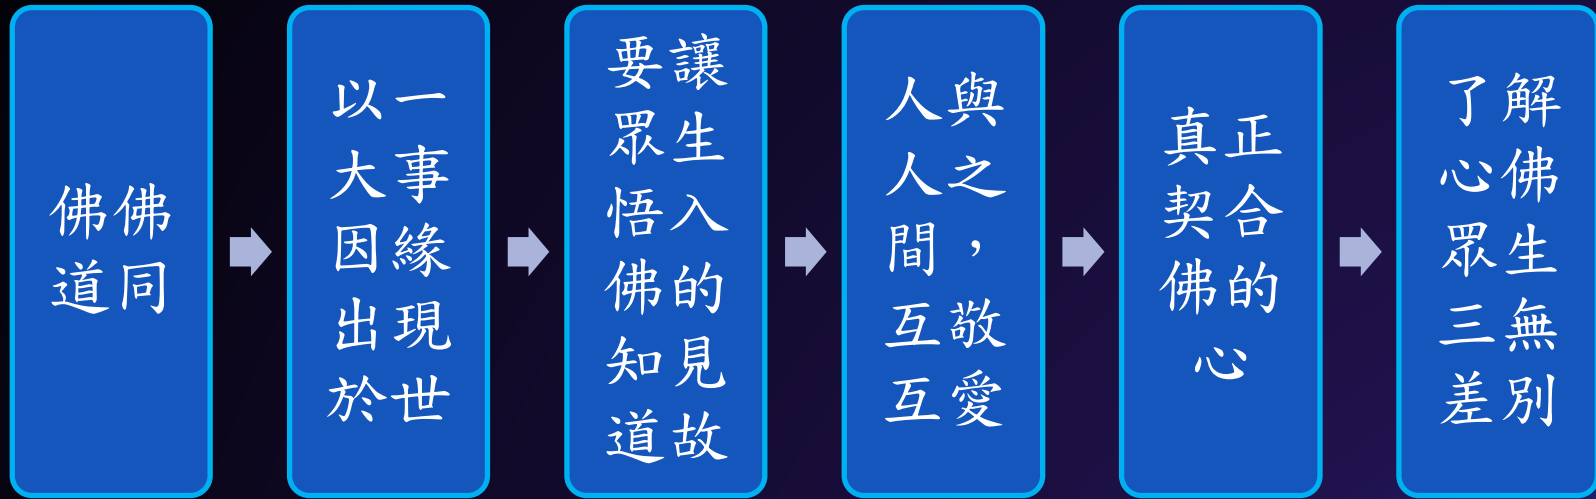 佛佛
道同
以一
大事
因緣
出現
於世
要讓
眾生
悟入
佛的
知見
道故
人與
人之
間，
互敬
互愛
真正
契合
佛的
心
了解
心佛
眾生
三無
差別